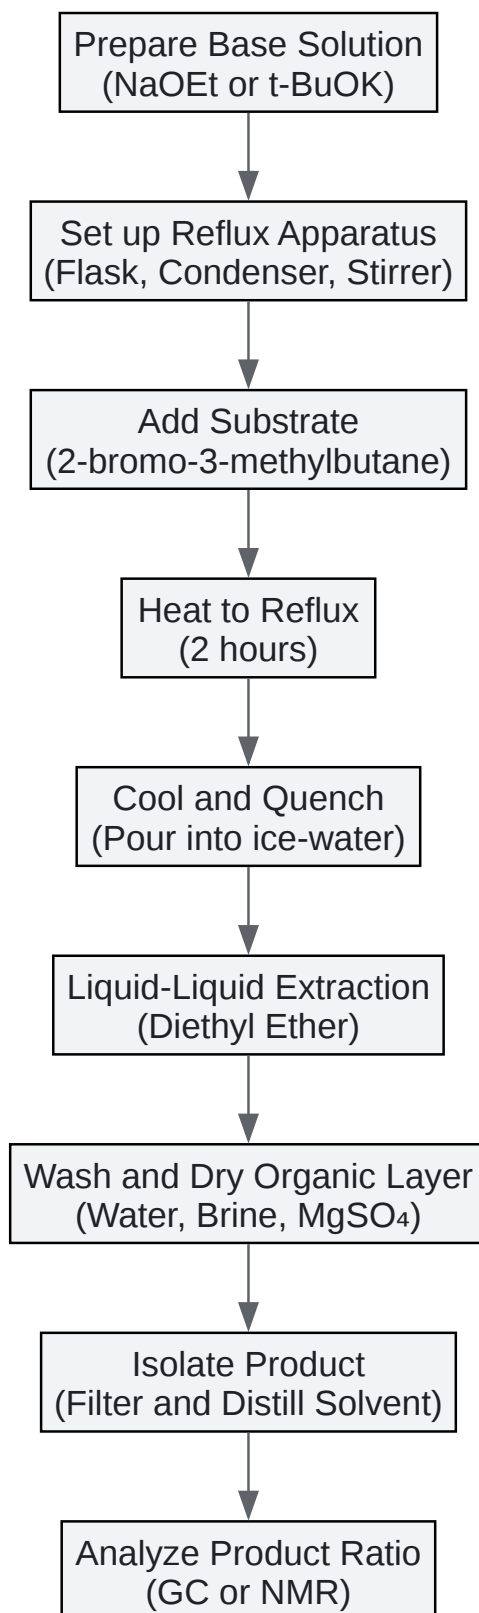 Prepare Base Solution
(NaOEt or t-BuOK)
Set up Reflux Apparatus
(Flask, Condenser, Stirrer)
Add Substrate
(2-bromo-3-methylbutane)
Heat to Reflux
(2 hours)
Cool and Quench
(Pour into ice-water)
Liquid-Liquid Extraction
(Diethyl Ether)
Wash and Dry Organic Layer
(Water, Brine, MgSO₄)
Isolate Product
(Filter and Distill Solvent)
Analyze Product Ratio
(GC or NMR)